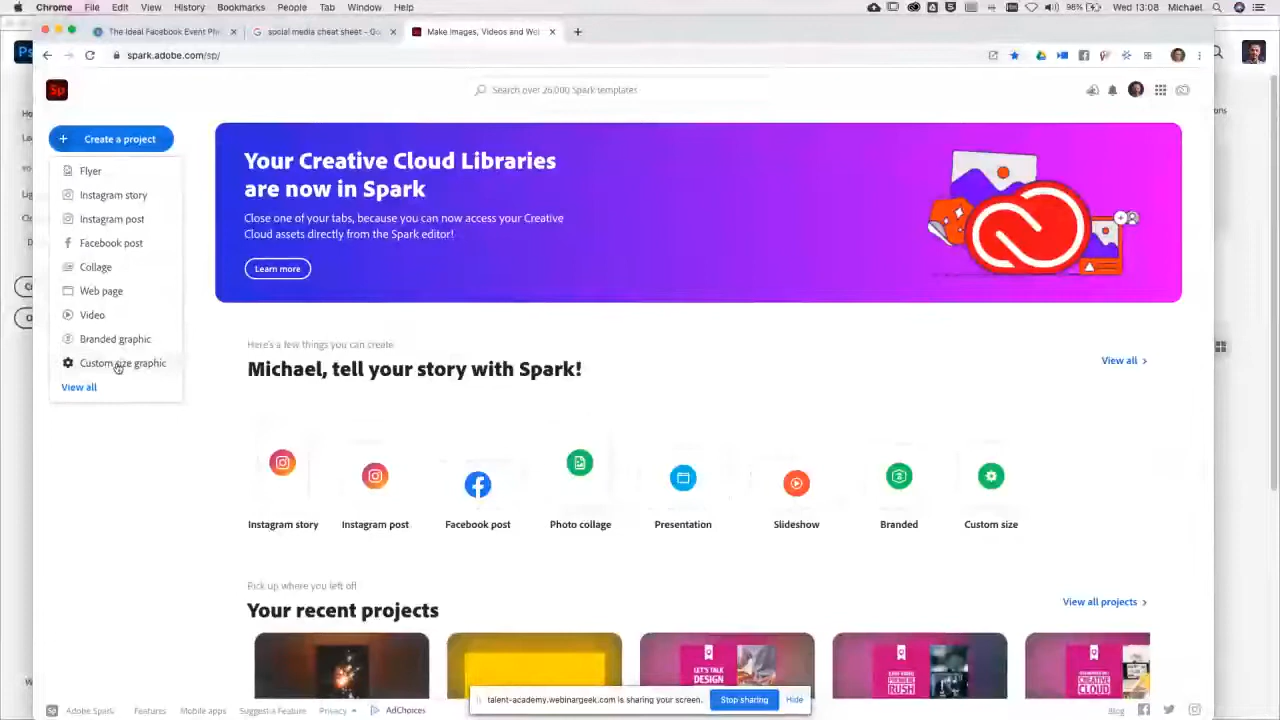 Chrome File Edit View History Bookmarks People Tab Window Help
98% Wed 13:08 Michael
The Ideal Facebook Event Ph
social media cheat sheet - Go
Make Images, Videos and We
spark.adobe.com/sp/
Ps
Sp
Search over 26,000 Spark templates
Create a project
Flyer
Instagram story
Instagram post
Facebook post
Collage
Web page
Video
Branded graphic
Custom size graphic
View all
Your Creative Cloud Libraries
are now in Spark
Close one of your tabs, because you can now access your Creative
Cloud assets directly from the Spark editor!
Learn more
Here's a few things you can create
Michael, tell your story with Spark!
View all
Instagram story
Instagram post
Facebook post
Photo collage
Presentation
Slideshow
Branded
Custom size
Pick up where you left off
Your recent projects
View all projects
LET'S TALK
DESIGN
PREMIERE
RUSH
CREATIVE
CLOUD
talent-academy.webinargeek.com is sharing your screen.
Stop sharing
Hide
Adobe Spark
Features
Mobile apps
Suggest a Feature
Privacy
AdChoices
Blog